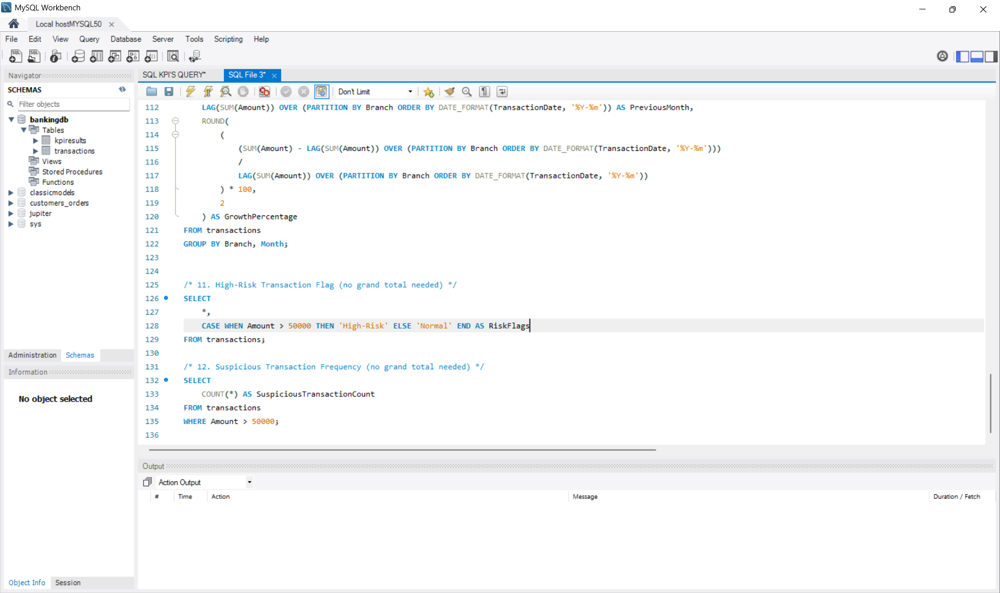 MySQL Workbench
Local hostMYSQL50
File Edit View Query Database Server Tools Scripting Help
Navigator
SCHEMAS
Filter objects
bankingdb
Tables
kpiresults
transactions
Views
Stored Procedures
Functions
classicmodels
customers_orders
jupiter
sys
Administration Schemas
Information
No object selected
Object Info Session
SQL KPI'S QUERY* SQL File 3*
Don't Limit
112 LAG(SUM(Amount)) OVER (PARTITION BY Branch ORDER BY DATE_FORMAT(TransactionDate, '%Y-%m')) AS PreviousMonth,
113 ROUND(
114 (
115 (SUM(Amount) - LAG(SUM(Amount)) OVER (PARTITION BY Branch ORDER BY DATE_FORMAT(TransactionDate, '%Y-%m')))
116 /
117 LAG(SUM(Amount)) OVER (PARTITION BY Branch ORDER BY DATE_FORMAT(TransactionDate, '%Y-%m'))
118 ) * 100,
119 2
120 ) AS GrowthPercentage
121 FROM transactions
122 GROUP BY Branch, Month;
123
124
125 /* 11. High-Risk Transaction Flag (no grand total needed) */
126 SELECT
127 *,
128 CASE WHEN Amount > 50000 THEN 'High-Risk' ELSE 'Normal' END AS RiskFlags
129 FROM transactions;
130
131 /* 12. Suspicious Transaction Frequency (no grand total needed) */
132 SELECT
133 COUNT(*) AS SuspiciousTransactionCount
134 FROM transactions
135 WHERE Amount > 50000;
136
Output
Action Output
# Time Action Message Duration / Fetch